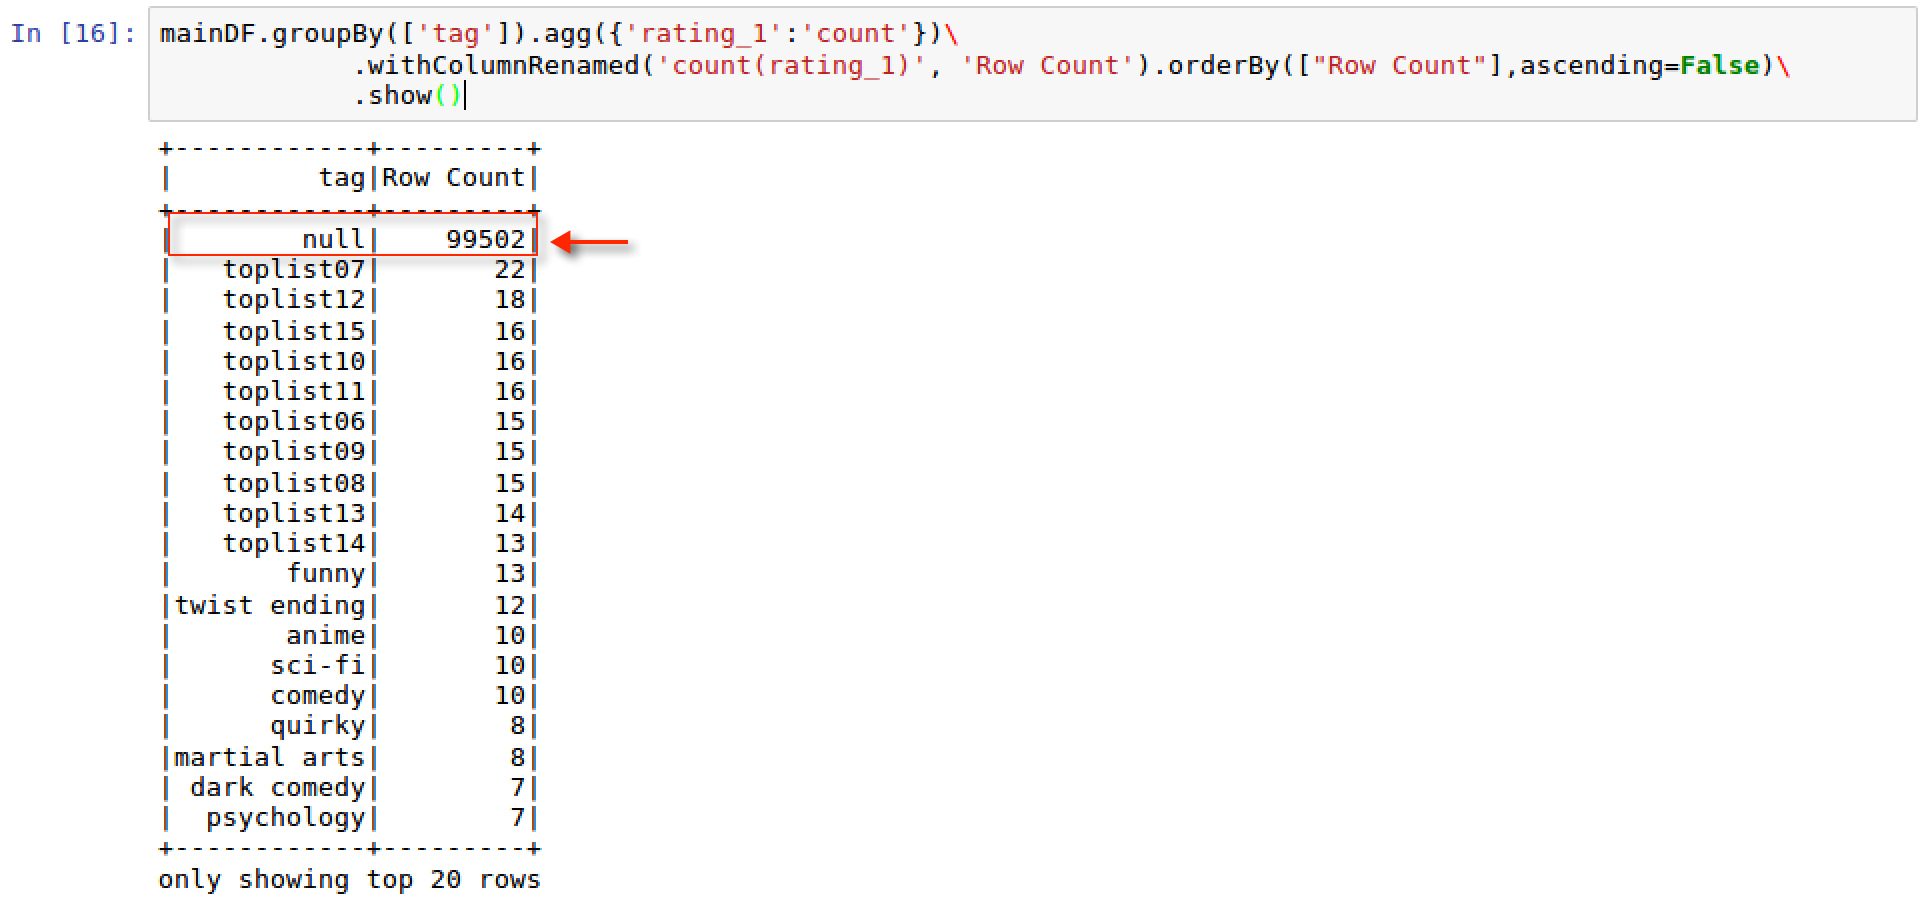 In [16]: mainDF.groupBy(['tag']).agg({'rating_1':'count'})\
.withColumnRenamed('count(rating_1)', 'Row Count').orderBy(["Row Count"],ascending=False)\
.show()
+------------+---------+
|         tag|Row Count|
+------------+---------+
|        null|    99502|
|   toplist07|       22|
|   toplist12|       18|
|   toplist15|       16|
|   toplist10|       16|
|   toplist11|       16|
|   toplist06|       15|
|   toplist09|       15|
|   toplist08|       15|
|   toplist13|       14|
|   toplist14|       13|
|       funny|       13|
|twist ending|       12|
|       anime|       10|
|      sci-fi|       10|
|      comedy|       10|
|      quirky|        8|
|martial arts|        8|
| dark comedy|        7|
|  psychology|        7|
+------------+---------+
only showing top 20 rows